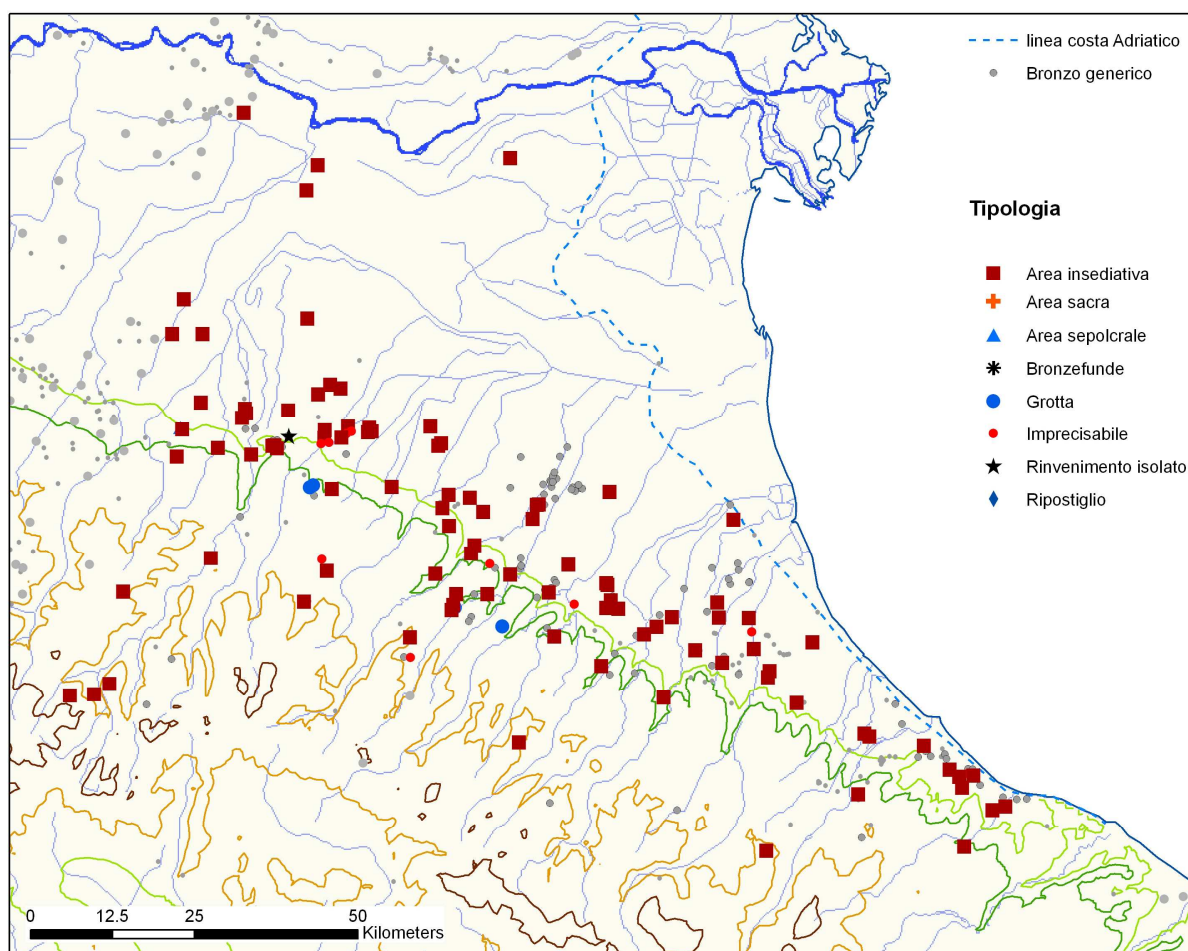 linea costa Adriatico
Bronzo generico
Tipologia
Area insediativa
Area sacra
Area sepolcrale
Bronzefunde
Grotta
Imprecisabile
Rinvenimento isolato
Ripostiglio
0 12.5 25 50
Kilometers